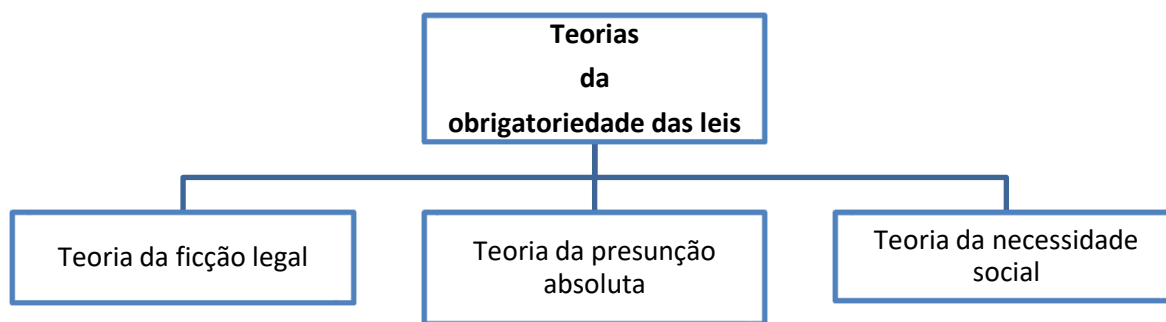 Teorias
da
obrigatoriedade das leis
Teoria da ficção legal
Teoria da presunção
absoluta
Teoria da necessidade
social